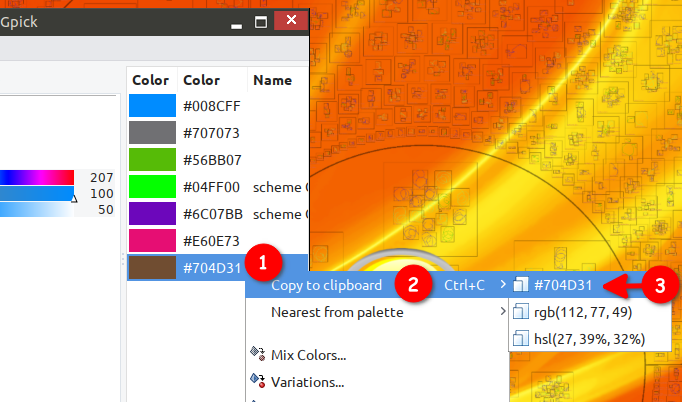 Gpick
Color Color Name
#008CFF
#707073
#56BB07
#04FF00 scheme
#6C07BB scheme
#E60E73
#704D31
207
100
50
1
Copy to clipboard 2 Ctrl+C
#704D31 3
Nearest from palette
rgb(112, 77, 49)
hsl(27, 39%, 32%)
Mix Colors...
Variations...